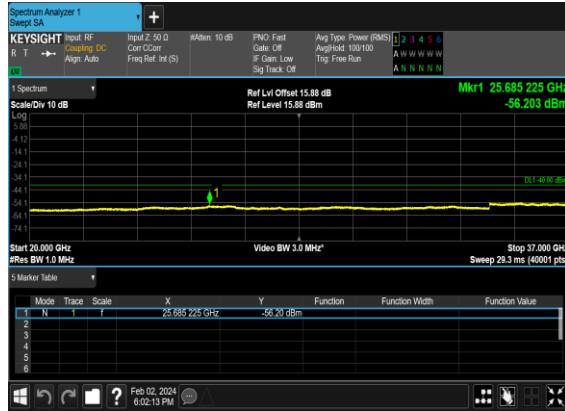 Spectrum Analyzer 1
Swept SA
+
KEYSIGHT Input: RF Input Z: 50 Ω #Atten: 10 dB PNO: Fast Avg Type: Power (RMS) 1 2 3 4 5 6
R T Coupling: DC Corr CCorr Gate: Off Avg|Hold: 100/100 A W W W W W
Align: Auto Freq Ref: Int (S) IF Gain: Low Trig: Free Run
LXI Sig Track: Off A N N N N N
1 Spectrum Ref Lvl Offset 15.88 dB Mkr1 25.685 225 GHz
Scale/Div 10 dB Ref Level 15.88 dBm -56.203 dBm
Log
5.88
-4.12
-14.1
-24.1
-34.1 DL1 -40.00 dBm
-44.1 1
-54.1
-64.1
-74.1
Start 20.000 GHz Video BW 3.0 MHz* Stop 37.000 GHz
#Res BW 1.0 MHz Sweep 29.3 ms (40001 pts)
5 Marker Table
Mode Trace Scale X Y Function Function Width Function Value
1 N 1 f 25.685 225 GHz -56.20 dBm
2
3
4
5
6
? Feb 02, 2024
6:02:13 PM